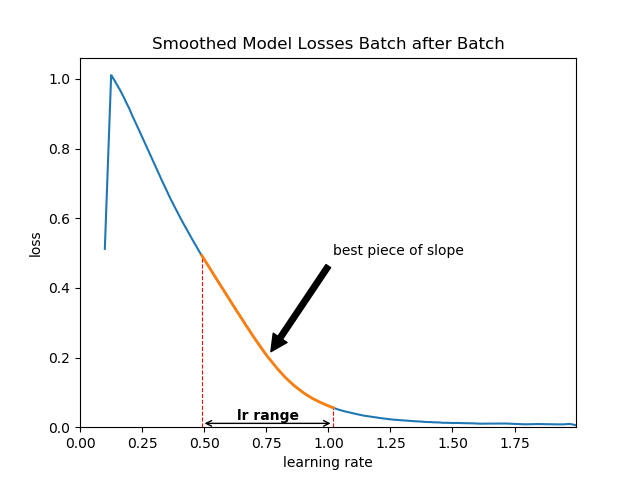 Smoothed Model Losses Batch after Batch
1.0
0.8
0.6
0.4
0.2
0.0
loss
best piece of slope
lr range
0.00 0.25 0.50 0.75 1.00 1.25 1.50 1.75
learning rate